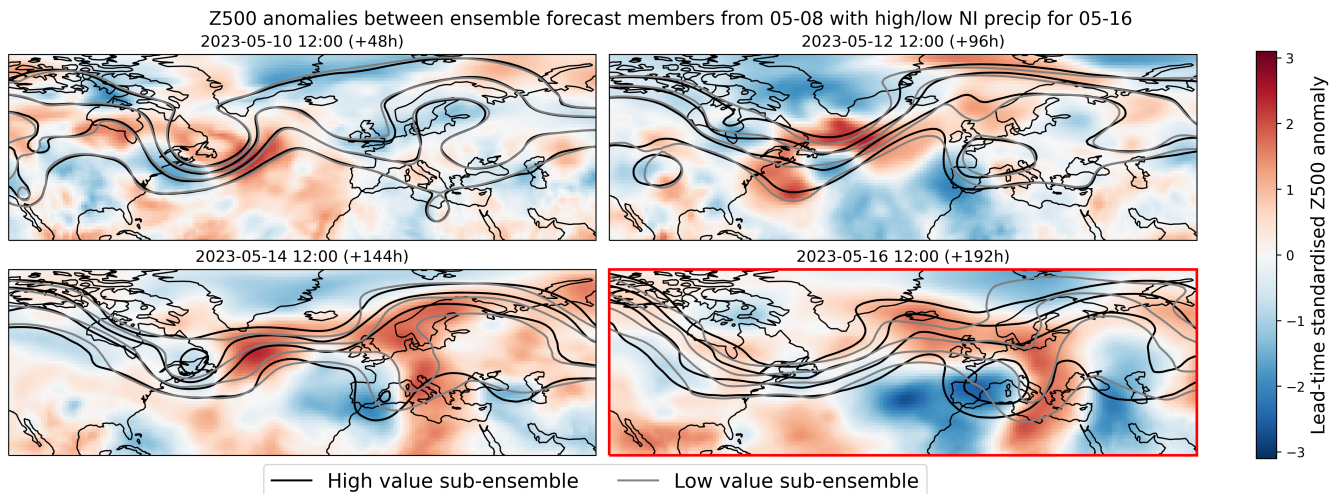 Z500 anomalies between ensemble forecast members from 05-08 with high/low NI precip for 05-16
2023-05-10 12:00 (+48h)
2023-05-12 12:00 (+96h)
2023-05-14 12:00 (+144h)
2023-05-16 12:00 (+192h)
3
2
1
0
−1
−2
−3
Lead-time standardised Z500 anomaly
High value sub-ensemble
Low value sub-ensemble